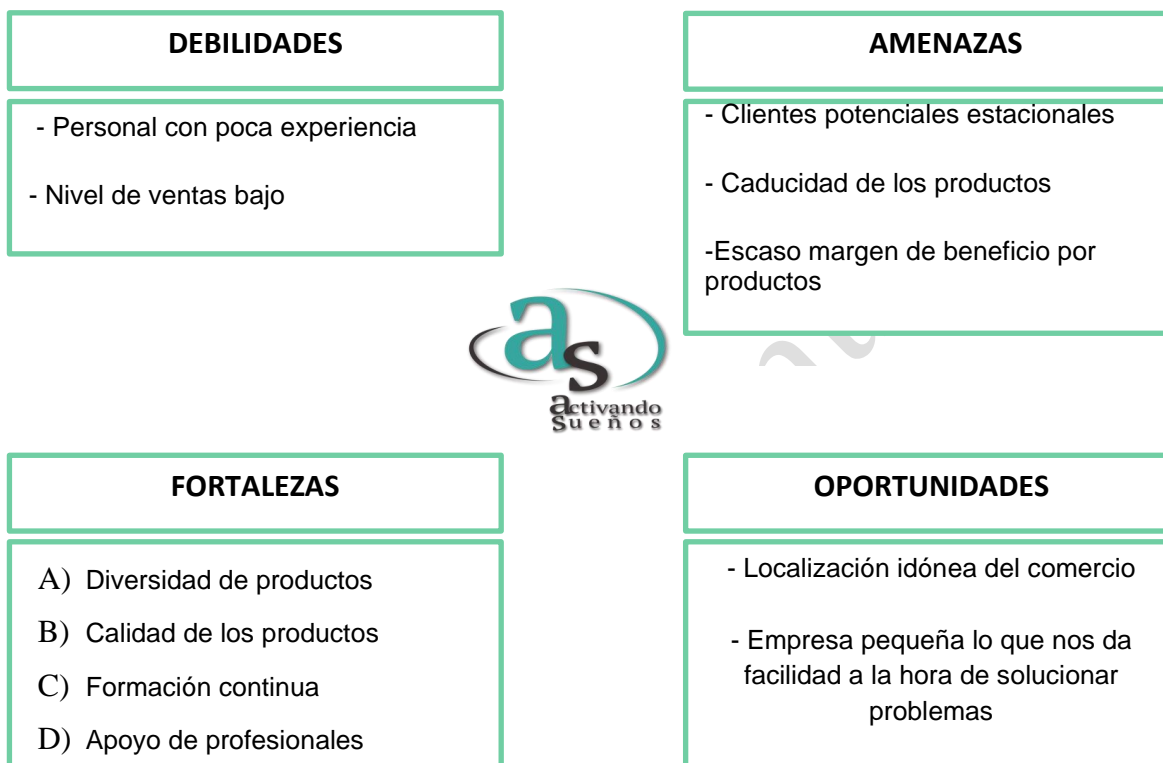 DEBILIDADES
- Personal con poca experiencia
- Nivel de ventas bajo
AMENAZAS
- Clientes potenciales estacionales
- Caducidad de los productos
-Escaso margen de beneficio por
productos
as
activando
sueños
FORTALEZAS
A) Diversidad de productos
B) Calidad de los productos
C) Formación continua
D) Apoyo de profesionales
OPORTUNIDADES
- Localización idónea del comercio
- Empresa pequeña lo que nos da
facilidad a la hora de solucionar
problemas